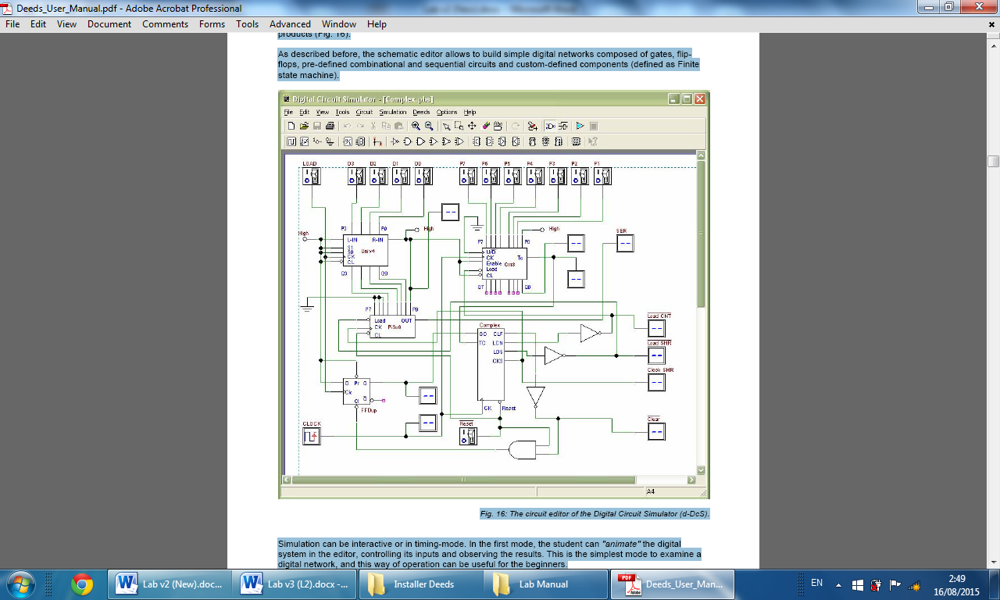 Deeds_User_Manual.pdf - Adobe Acrobat Professional
File Edit View Document Comments Forms Tools Advanced Window Help
products (Fig. 16).
As described before, the schematic editor allows to build simple digital networks composed of gates, flip-
flops, pre-defined combinational and sequential circuits and custom-defined components (defined as Finite
state machine).
Digital Circuit Simulator - [Complex.pbs]
File Edit View Tools Circuit Simulation Deeds Options Help
LOAD D3 D2 D1 D0 P7 P6 P5 P4 P3 P2 P1
High P3 P0 High High SER
L-IN R-IN
S1
S0
CK
CL
Univ4
Q3 Q0
P7 P0
U/D
CK
Enable
Load
CL
Tc
Cnt8
Q7 Q0
P7 P0
Load OUT
CK
CL
PiSo8
Complex
GO CLF
TC LCN
LDS
CKS
CK Reset
Load CNT
Load SHR
Clock SHR
D Pr Q
Ck
Cl Q
FFDup
CLOCK
Reset
Clear
A4
Fig. 16: The circuit editor of the Digital Circuit Simulator (d-DcS).
Simulation can be interactive or in timing-mode. In the first mode, the student can "animate" the digital
system in the editor, controlling its inputs and observing the results. This is the simplest mode to examine a
digital network, and this way of operation can be useful for the beginners.
Lab v2 (New).doc... Lab v3 (L2).docx -... Installer Deeds Lab Manual Deeds_User_Man... EN 2:49
16/08/2015